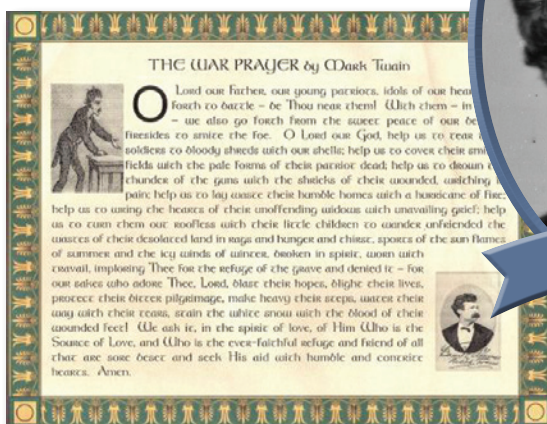 THE WAR PRAYER by Mark Twain
O Lord our Father, our young patriots, idols of our
forth to battle – be Thou near them! With them – in
– we also go forth from the sweet peace of our
firesides to smite the foe. O Lord our God, help us to tear
soldiers to bloody shreds with our shells; help us to cover their
fields with the pale forms of their patriot dead; help us to drown
thunder of the guns with the shrieks of their wounded, writhing
pain; help us to lay waste their humble homes with a hurricane of fire;
help us to wring the hearts of their unoffending widows with unavailing grief; help
us to turn them out roofless with their little children to wander unfriended the
wastes of their desolated land in rags and hunger and thirst, sports of the sun flames
of summer and the icy winds of winter, broken in spirit, worn with
travail, imploring Thee for the refuge of the grave and denied it – for
our sakes who adore Thee, Lord, blast their hopes, blight their lives,
protect their bitter pilgrimage, make heavy their steps, water their
way with their tears, stain the white snow with the blood of their
wounded feet! We ask it, in the spirit of love, of Him Who is the
Source of Love, and Who is the ever-faithful refuge and friend of all
that are sore beset and seek His aid with humble and contrite
hearts. Amen.